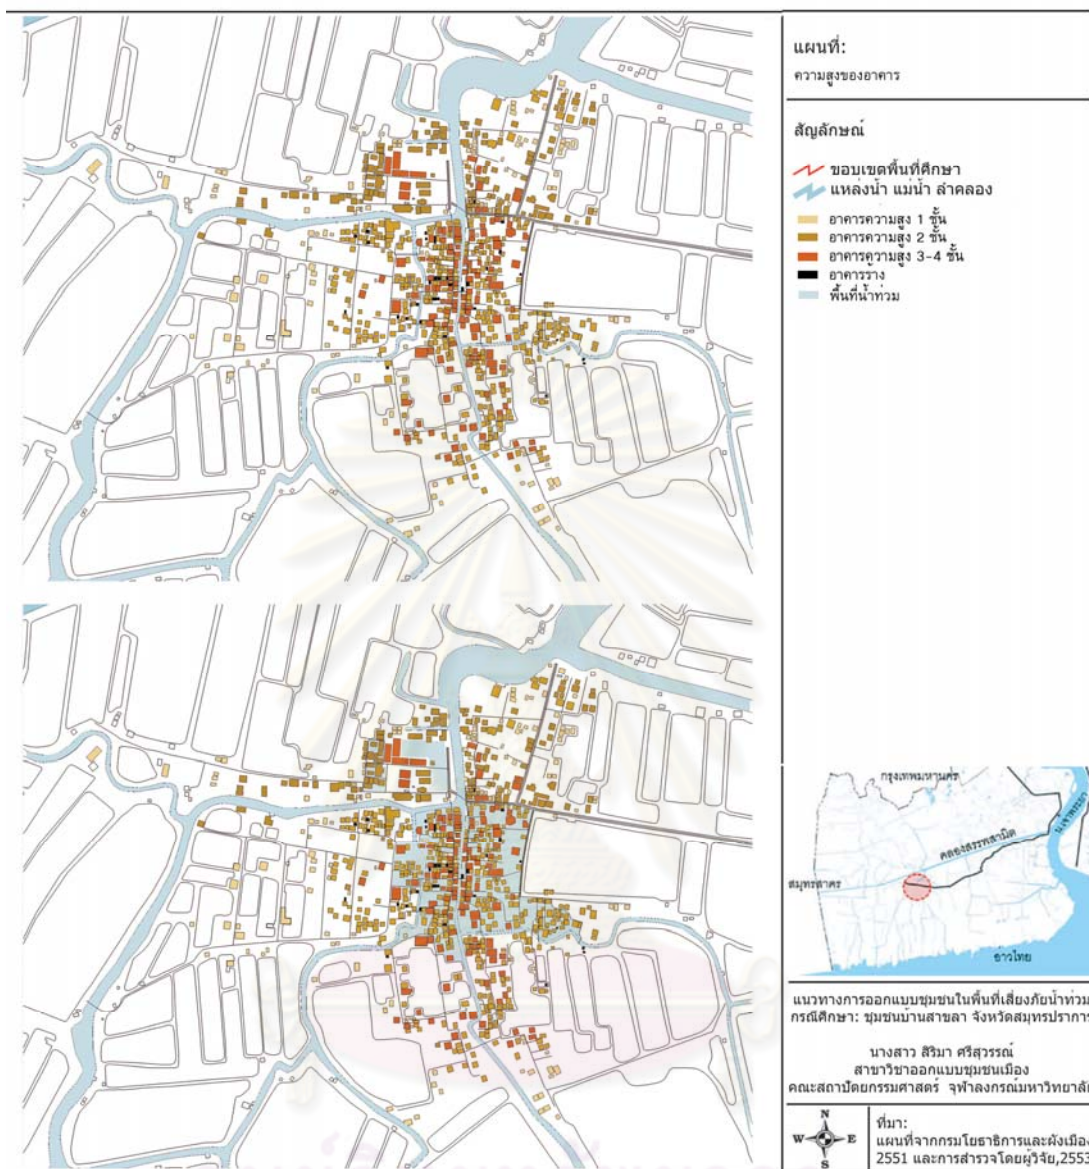 แผนที่:
ความสูงของอาคาร
สัญลักษณ์
ขอบเขตพื้นที่ศึกษา
แหล่งน้ำ แม่น้ำ ลำคลอง
อาคารความสูง 1 ชั้น
อาคารความสูง 2 ชั้น
อาคารความสูง 3-4 ชั้น
อาคารร้าง
พื้นที่น้ำท่วม
กรุงเทพมหานคร
คลองสรรพสามิต
สมุทรสาคร
อ่าวไทย
แนวทางการออกแบบชุมชนในพื้นที่เสี่ยงภัยน้ำท่วม
กรณีศึกษา: ชุมชนบ้านสาขลา จังหวัดสมุทรปราการ
นางสาว สิริมา ศรีสุวรรณ์
สาขาวิชาออกแบบชุมชนเมือง
คณะสถาปัตยกรรมศาสตร์ จุฬาลงกรณ์มหาวิทยาลัย
N
W E
S
ที่มา:
แผนที่จากกรมโยธาธิการและผังเมือง
2551 และการสำรวจโดยผู้วิจัย,2553